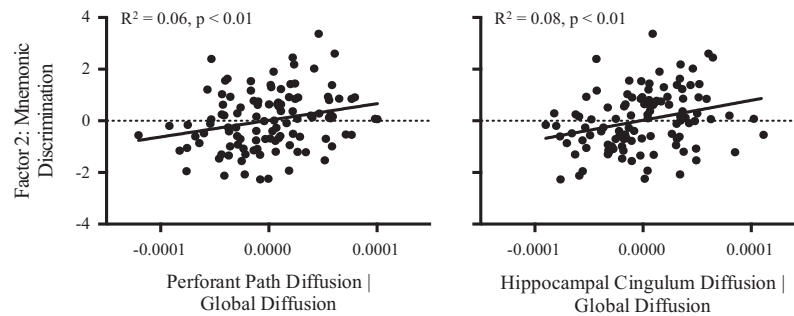 R² = 0.06, p < 0.01
R² = 0.08, p < 0.01
Factor 2: Mnemonic
Discrimination
4
2
0
-2
-4
-0.0001 0.0000 0.0001
-0.0001 0.0000 0.0001
Perforant Path Diffusion |
Global Diffusion
Hippocampal Cingulum Diffusion |
Global Diffusion